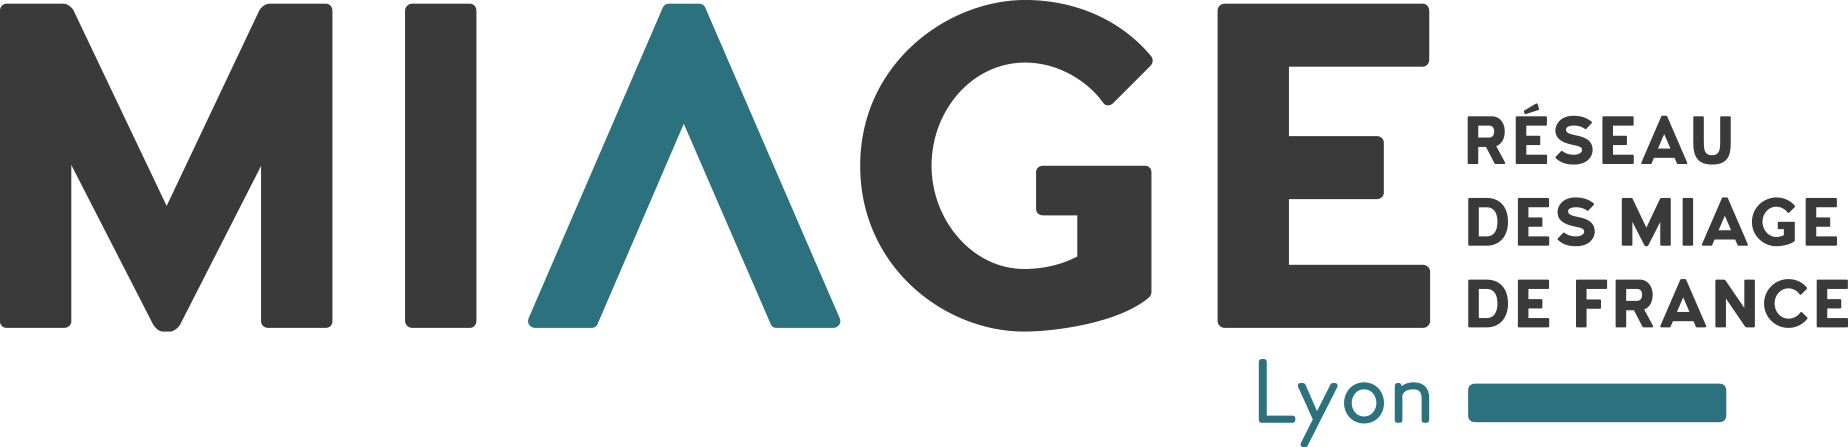 MIAGE
RÉSEAU
DES MIAGE
DE FRANCE
Lyon